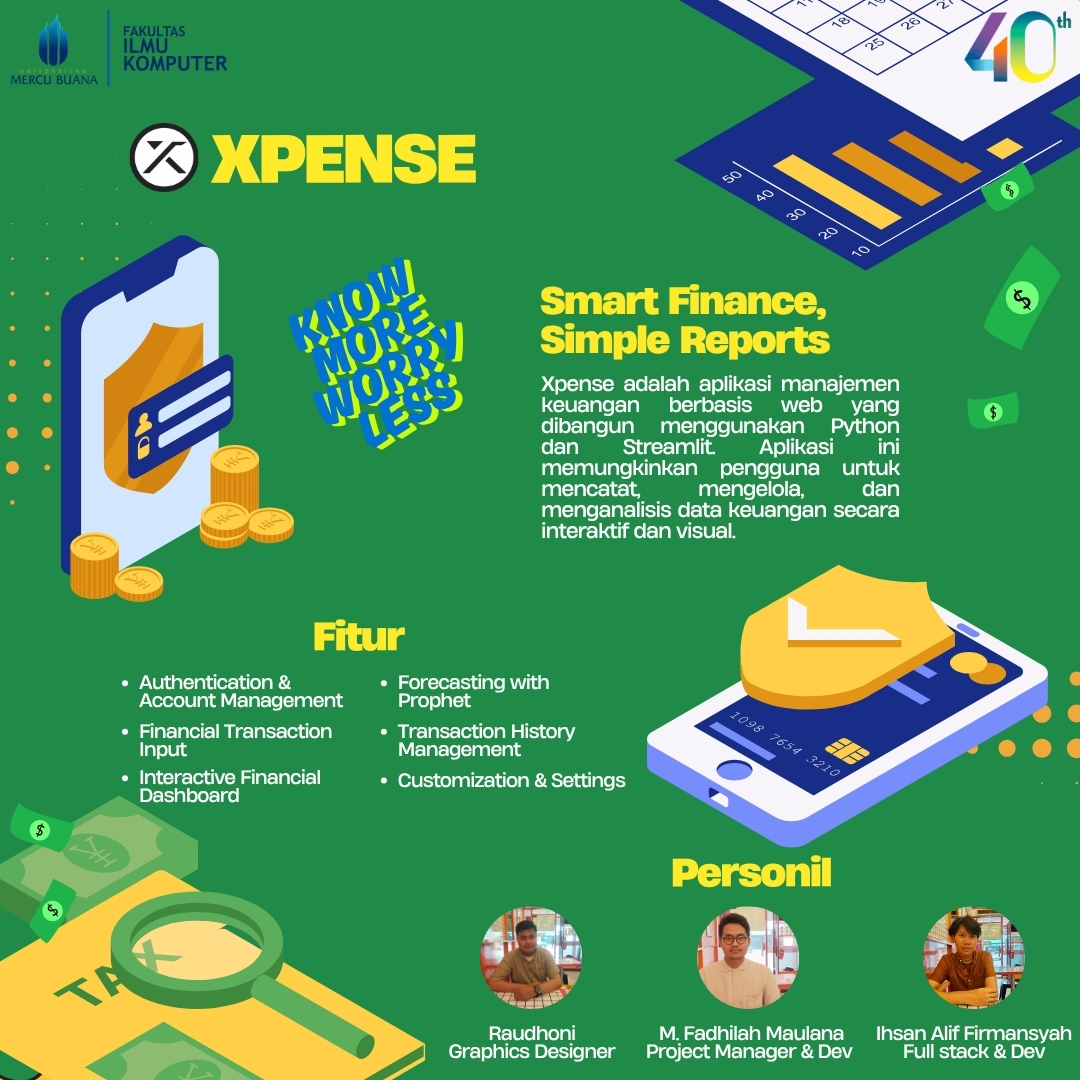 UNIVERSITAS
MERCU BUANA
FAKULTAS
ILMU
KOMPUTER
11
18
19
20
25
26
27
40th
50
40
30
20
10
XPENSE
KNOW
MORE
WORRY
LESS
Smart Finance,
Simple Reports
Xpense adalah aplikasi manajemen
keuangan berbasis web yang
dibangun menggunakan Python
dan Streamlit. Aplikasi ini
memungkinkan pengguna untuk
mencatat, mengelola, dan
menganalisis data keuangan secara
interaktif dan visual.
Fitur
• Authentication &
Account Management
• Financial Transaction
Input
• Interactive Financial
Dashboard
• Forecasting with
Prophet
• Transaction History
Management
• Customization & Settings
1098 7654 3210
TAX
Personil
Raudhoni
Graphics Designer
M. Fadhilah Maulana
Project Manager & Dev
Ihsan Alif Firmansyah
Full stack & Dev